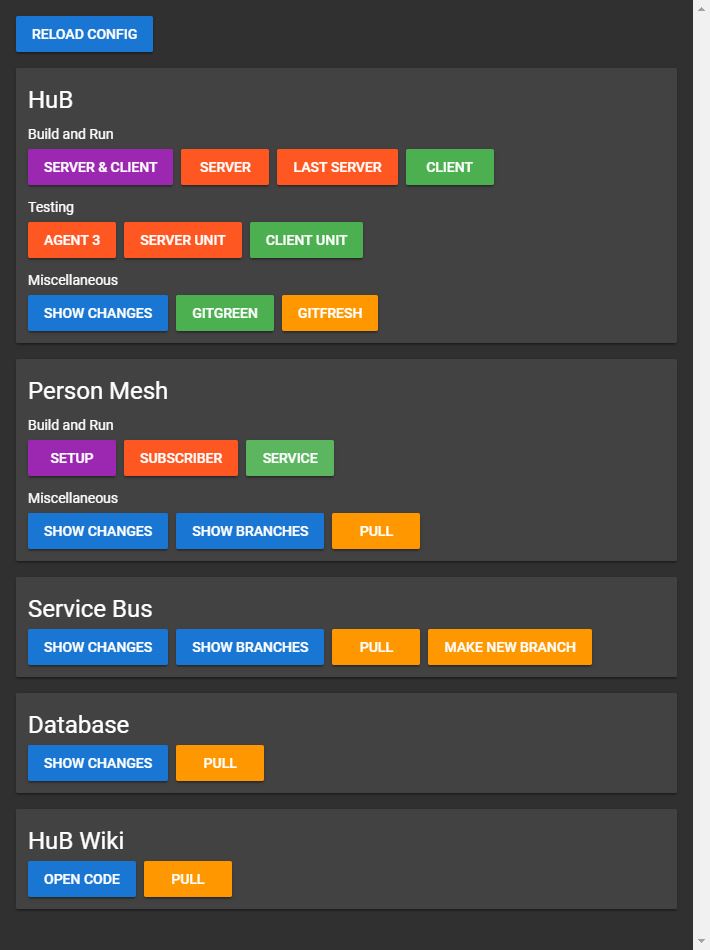 RELOAD CONFIG
HuB
Build and Run
SERVER & CLIENT SERVER LAST SERVER CLIENT
Testing
AGENT 3 SERVER UNIT CLIENT UNIT
Miscellaneous
SHOW CHANGES GITGREEN GITFRESH
Person Mesh
Build and Run
SETUP SUBSCRIBER SERVICE
Miscellaneous
SHOW CHANGES SHOW BRANCHES PULL
Service Bus
SHOW CHANGES SHOW BRANCHES PULL MAKE NEW BRANCH
Database
SHOW CHANGES PULL
HuB Wiki
OPEN CODE PULL